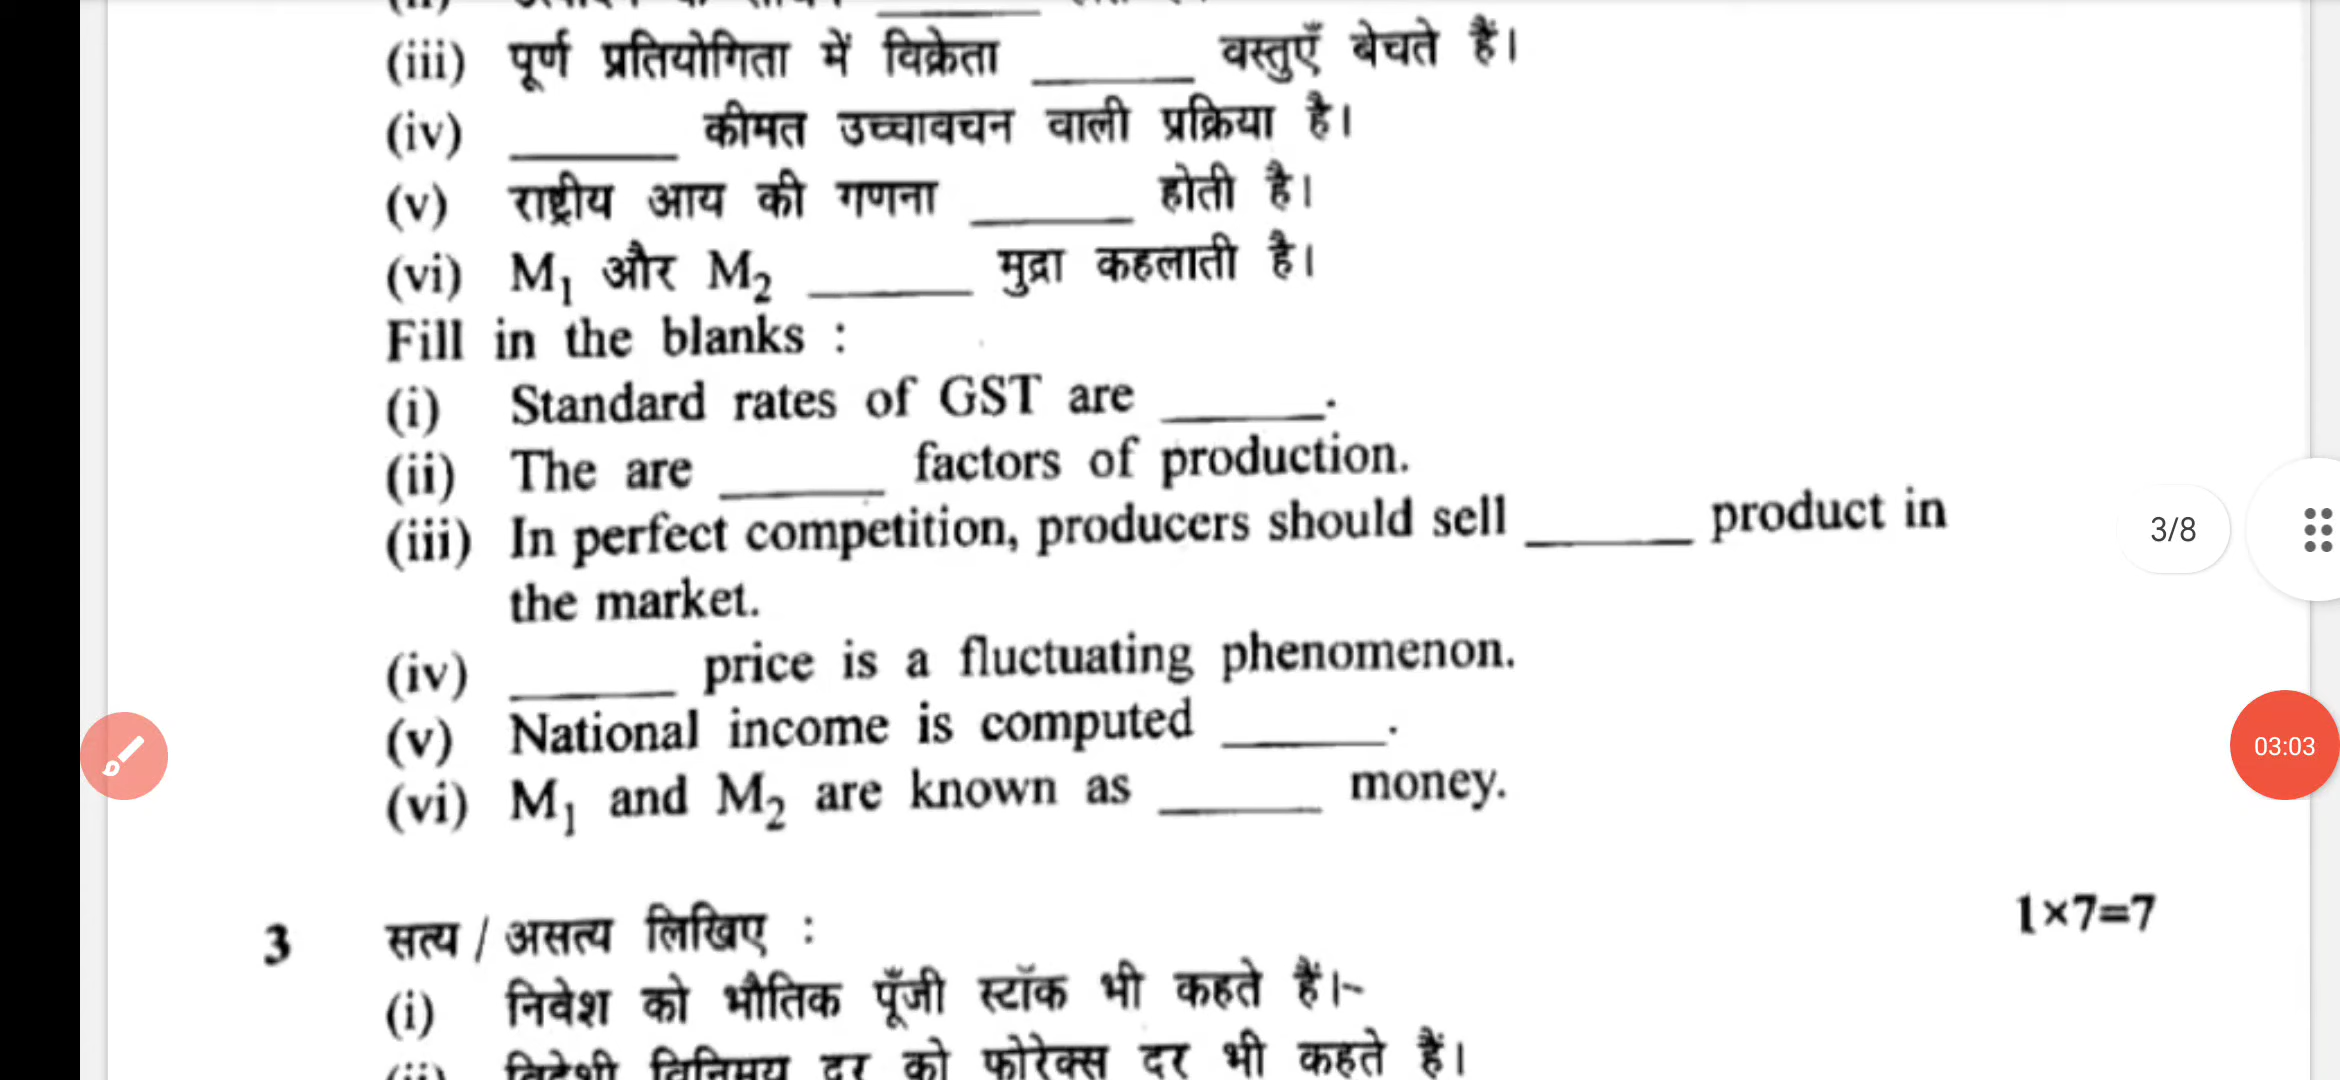 (iii) पूर्ण प्रतियोगिता में विक्रेता ______ वस्तुएँ बेचते हैं।
(iv) ______ कीमत उच्चावचन वाली प्रक्रिया है।
(v) राष्ट्रीय आय की गणना ______ होती है।
(vi) M₁ और M₂ ______ मुद्रा कहलाती है।
Fill in the blanks :
(i) Standard rates of GST are ______.
(ii) The are ______ factors of production.
(iii) In perfect competition, producers should sell ______ product in
the market.
3/8
(iv) ______ price is a fluctuating phenomenon.
(v) National income is computed ______.
03:03
(vi) M₁ and M₂ are known as ______ money.
3 सत्य / असत्य लिखिए : 1×7=7
(i) निवेश को भौतिक पूँजी स्टॉक भी कहते हैं।
(ii) विदेशी विनिमय दर को फोरेक्स दर भी कहते हैं।